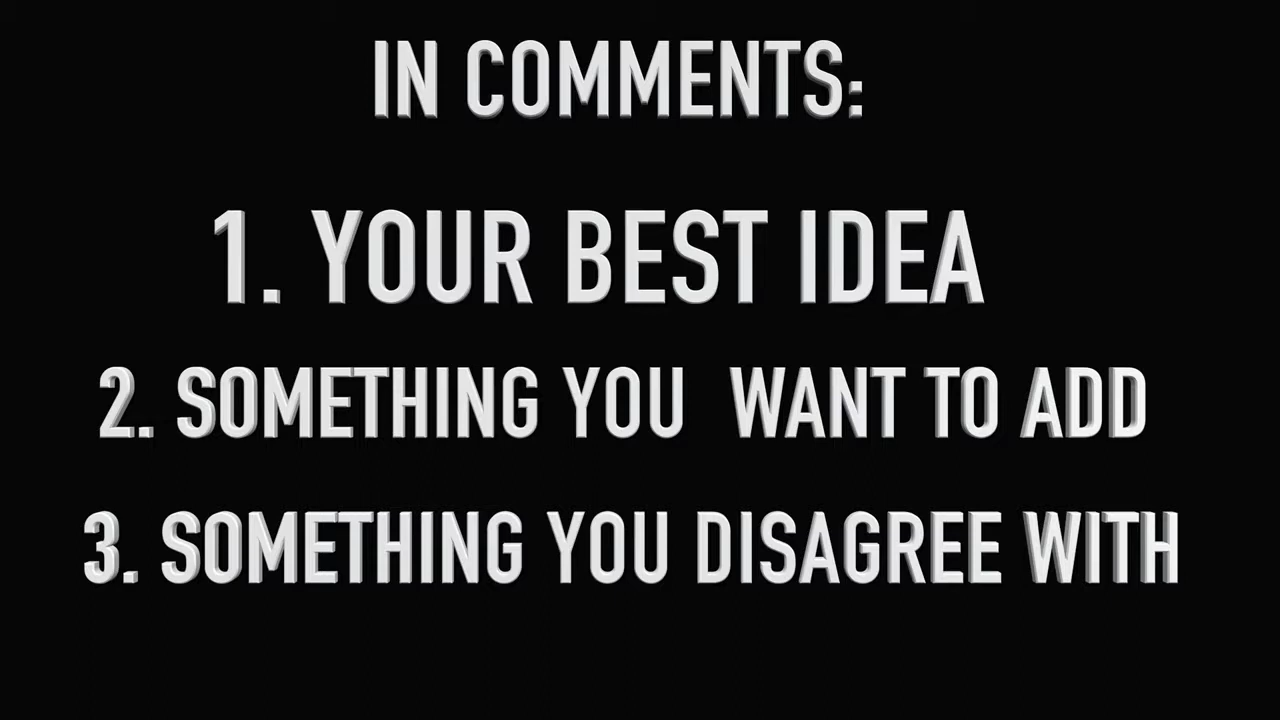 IN COMMENTS:
1. YOUR BEST IDEA
2. SOMETHING YOU WANT TO ADD
3. SOMETHING YOU DISAGREE WITH